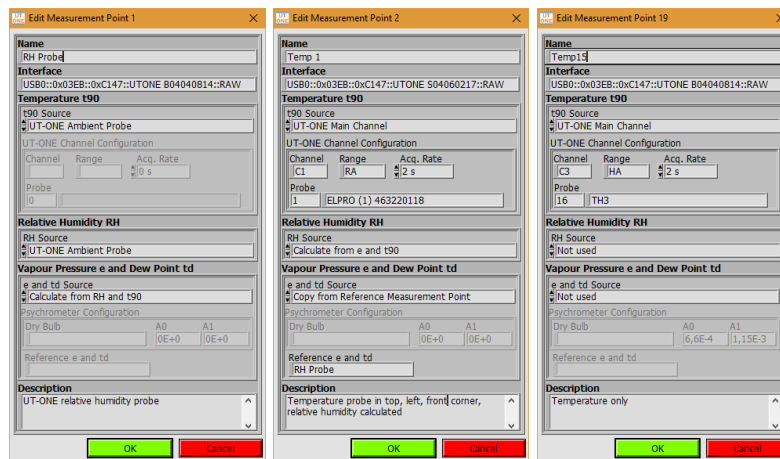 UT ONE Edit Measurement Point 1
Name
RH Probe
Interface
USB0::0x03EB::0xC147::UTONE B04040814::RAW
Temperature t90
t90 Source
UT-ONE Ambient Probe
UT-ONE Channel Configuration
Channel Range Acq. Rate
0 s
Probe
0
Relative Humidity RH
RH Source
UT-ONE Ambient Probe
Vapour Pressure e and Dew Point td
e and td Source
Calculate from RH and t90
Psychrometer Configuration
Dry Bulb A0 A1
0E+0 0E+0
Reference e and td
Description
UT-ONE relative humidity probe
OK Cancel
UT ONE Edit Measurement Point 2
Name
Temp 1
Interface
USB0::0x03EB::0xC147::UTONE S04060217::RAW
Temperature t90
t90 Source
UT-ONE Main Channel
UT-ONE Channel Configuration
Channel Range Acq. Rate
C1 RA 2 s
Probe
1 ELPRO (1) 463220118
Relative Humidity RH
RH Source
Calculate from e and t90
Vapour Pressure e and Dew Point td
e and td Source
Copy from Reference Measurement Point
Psychrometer Configuration
Dry Bulb A0 A1
0E+0 0E+0
Reference e and td
RH Probe
Description
Temperature probe in top, left, front corner,
relative humidity calculated
OK Cancel
UT ONE Edit Measurement Point 19
Name
Temp15
Interface
USB0::0x03EB::0xC147::UTONE B04040814::RAW
Temperature t90
t90 Source
UT-ONE Main Channel
UT-ONE Channel Configuration
Channel Range Acq. Rate
C3 HA 2 s
Probe
16 TH3
Relative Humidity RH
RH Source
Not used
Vapour Pressure e and Dew Point td
e and td Source
Not used
Psychrometer Configuration
Dry Bulb A0 A1
6,6E-4 1,15E-3
Reference e and td
Description
Temperature only
OK Cancel